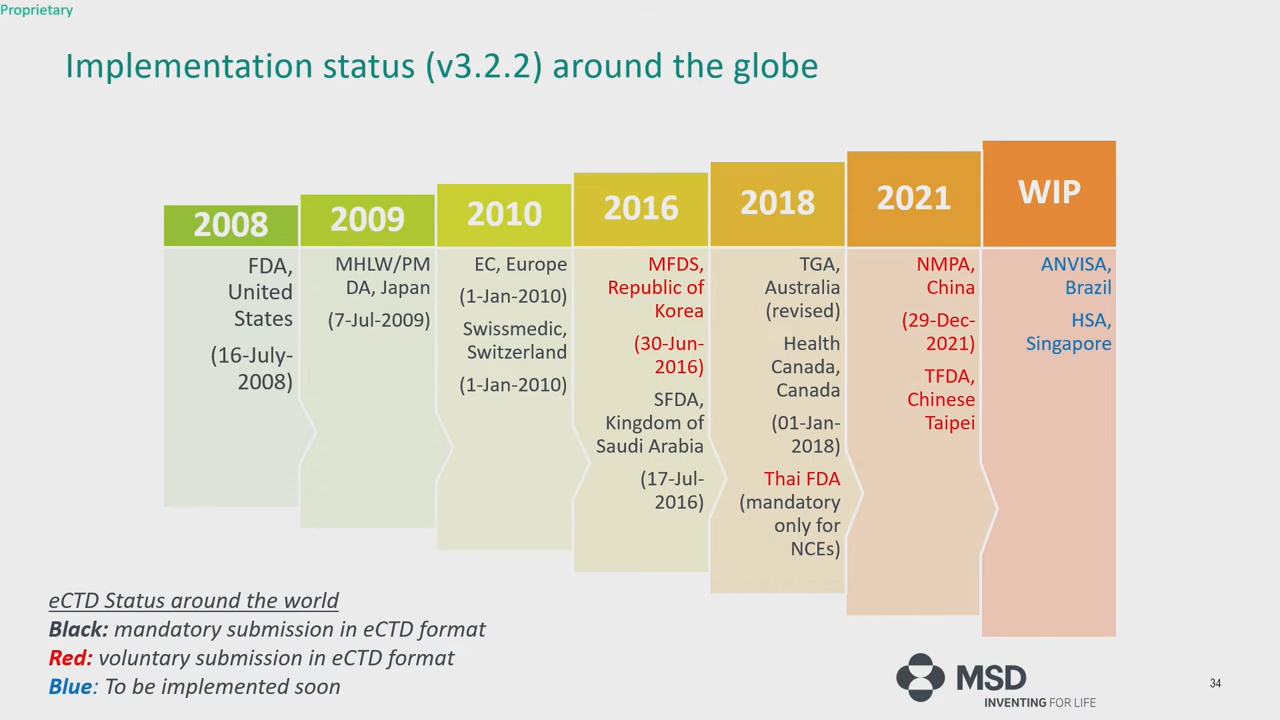 Proprietary
Implementation status (v3.2.2) around the globe
2008
FDA,
United
States
(16-July-
2008)
2009
MHLW/PM
DA, Japan
(7-Jul-2009)
2010
EC, Europe
(1-Jan-2010)
Swissmedic,
Switzerland
(1-Jan-2010)
2016
MFDS,
Republic of
Korea
(30-Jun-
2016)
SFDA,
Kingdom of
Saudi Arabia
(17-Jul-
2016)
2018
TGA,
Australia
(revised)
Health
Canada,
Canada
(01-Jan-
2018)
Thai FDA
(mandatory
only for
NCEs)
2021
NMPA,
China
(29-Dec-
2021)
TFDA,
Chinese
Taipei
WIP
ANVISA,
Brazil
HSA,
Singapore
eCTD Status around the world
Black: mandatory submission in eCTD format
Red: voluntary submission in eCTD format
Blue: To be implemented soon
MSD
INVENTING FOR LIFE
34